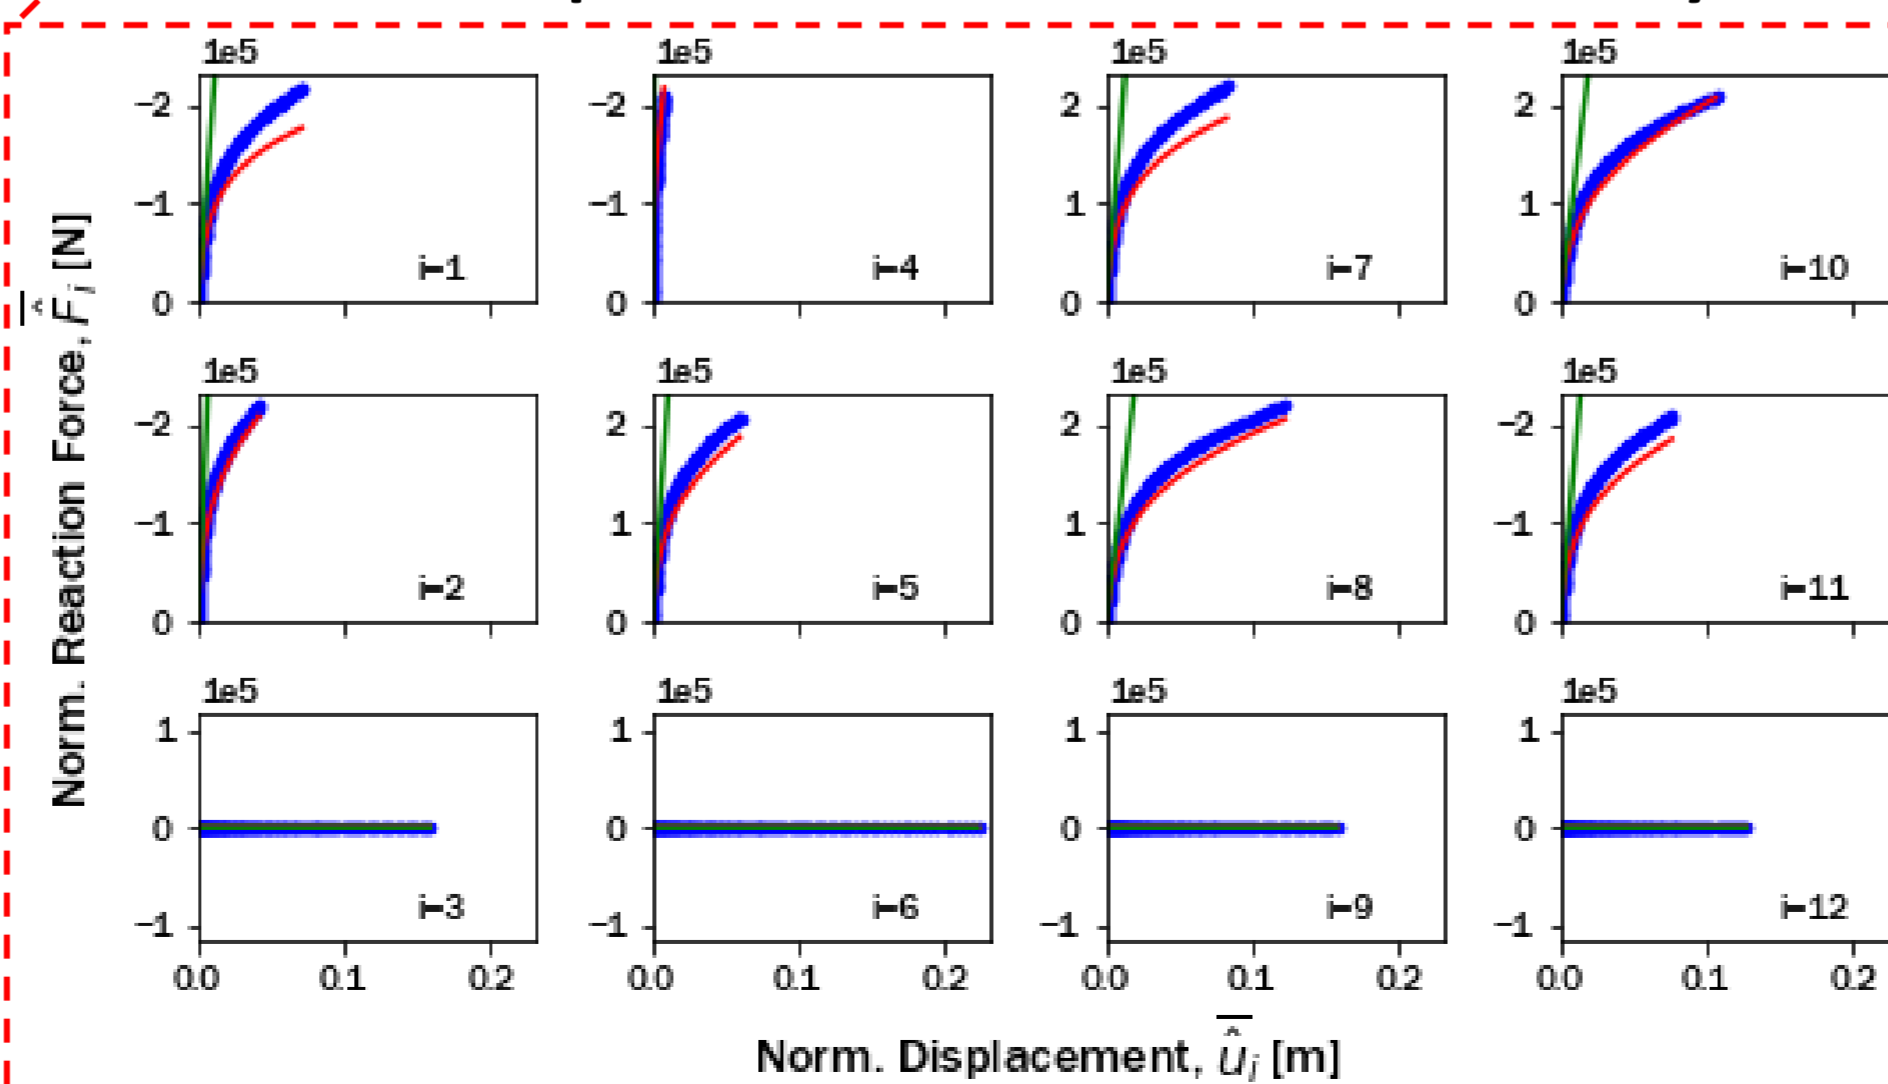 1e5 1e5 1e5 1e5
−2 −2 2 2
−1 −1 1 1
i=1 i=4 i=7 i=10
0 0 0 0
1e5 1e5 1e5 1e5
−2 2 2 −2
−1 1 1 −1
i=2 i=5 i=8 i=11
0 0 0 0
1e5 1e5 1e5 1e5
1 1 1 1
0 0 0 0
i=3 i=6 i=9 i=12
−1 −1 −1 −1
0.0 0.1 0.2 0.0 0.1 0.2 0.0 0.1 0.2 0.0 0.1 0.2
Norm. Reaction Force, F̂̅ᵢ [N]
Norm. Displacement, û̅ᵢ [m]